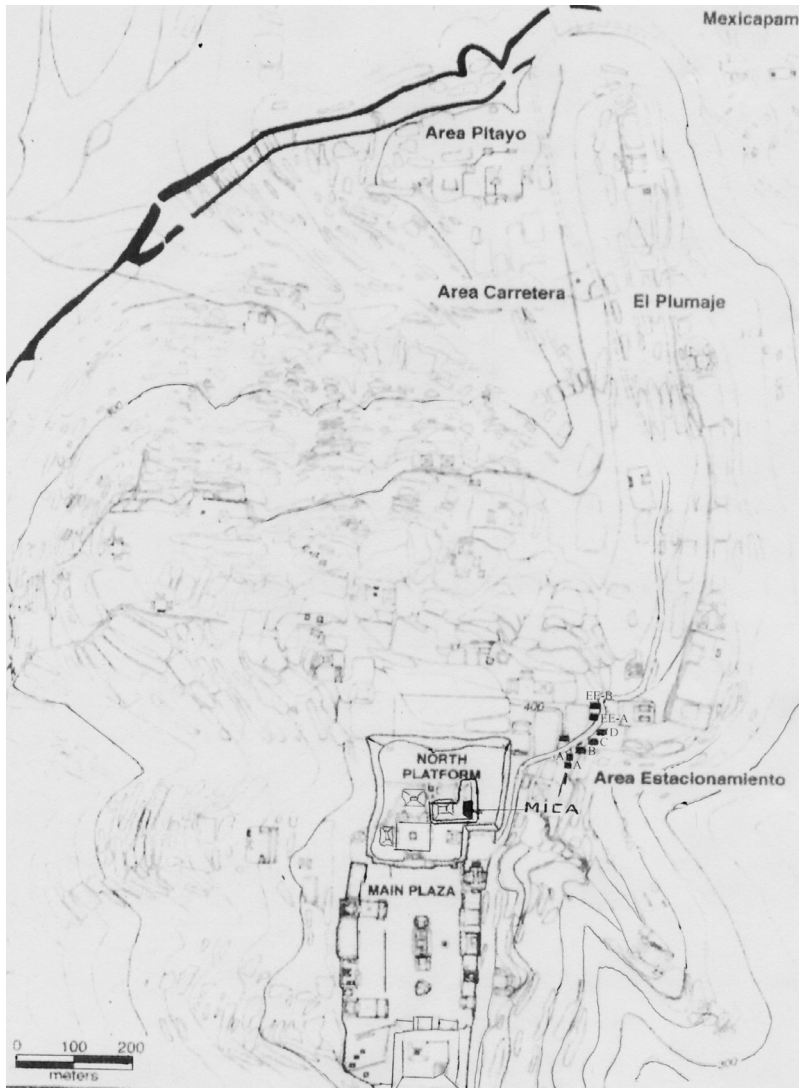 Mexicapam
Area Pitayo
Area Carretera
El Plumaje
EE-B
400
EE-A
D
C
B
A
A
NORTH
PLATFORM
Area Estacionamiento
MICA
MAIN PLAZA
0 100 200
meters